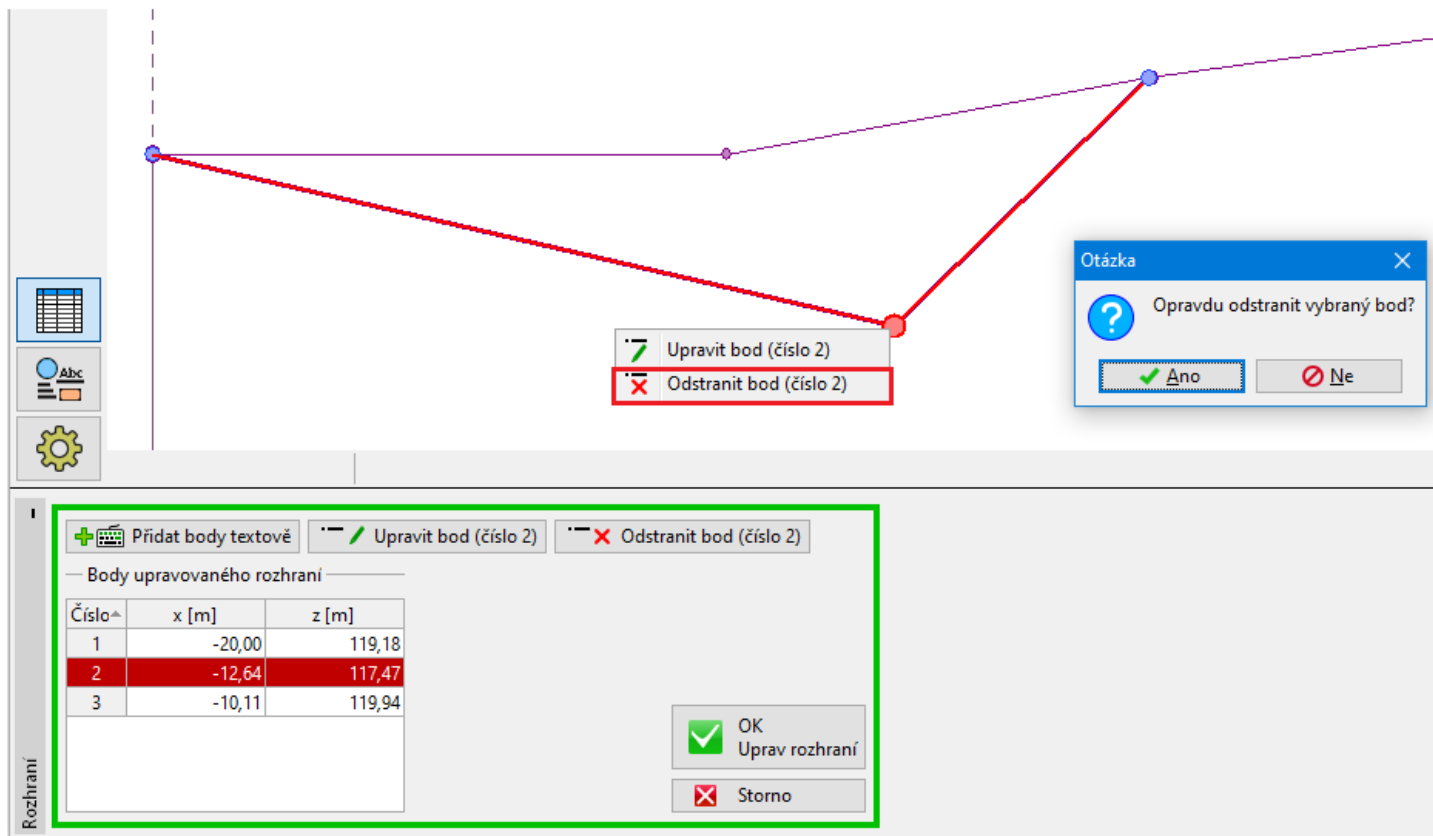 Otázka
Opravdu odstranit vybraný bod?
Ano
Ne
Upravit bod (číslo 2)
Odstranit bod (číslo 2)
Abc
Přidat body textově
Upravit bod (číslo 2)
Odstranit bod (číslo 2)
Body upravovaného rozhraní
Číslo x [m] z [m]
1 -20,00 119,18
2 -12,64 117,47
3 -10,11 119,94
OK
Uprav rozhraní
Storno
Rozhraní